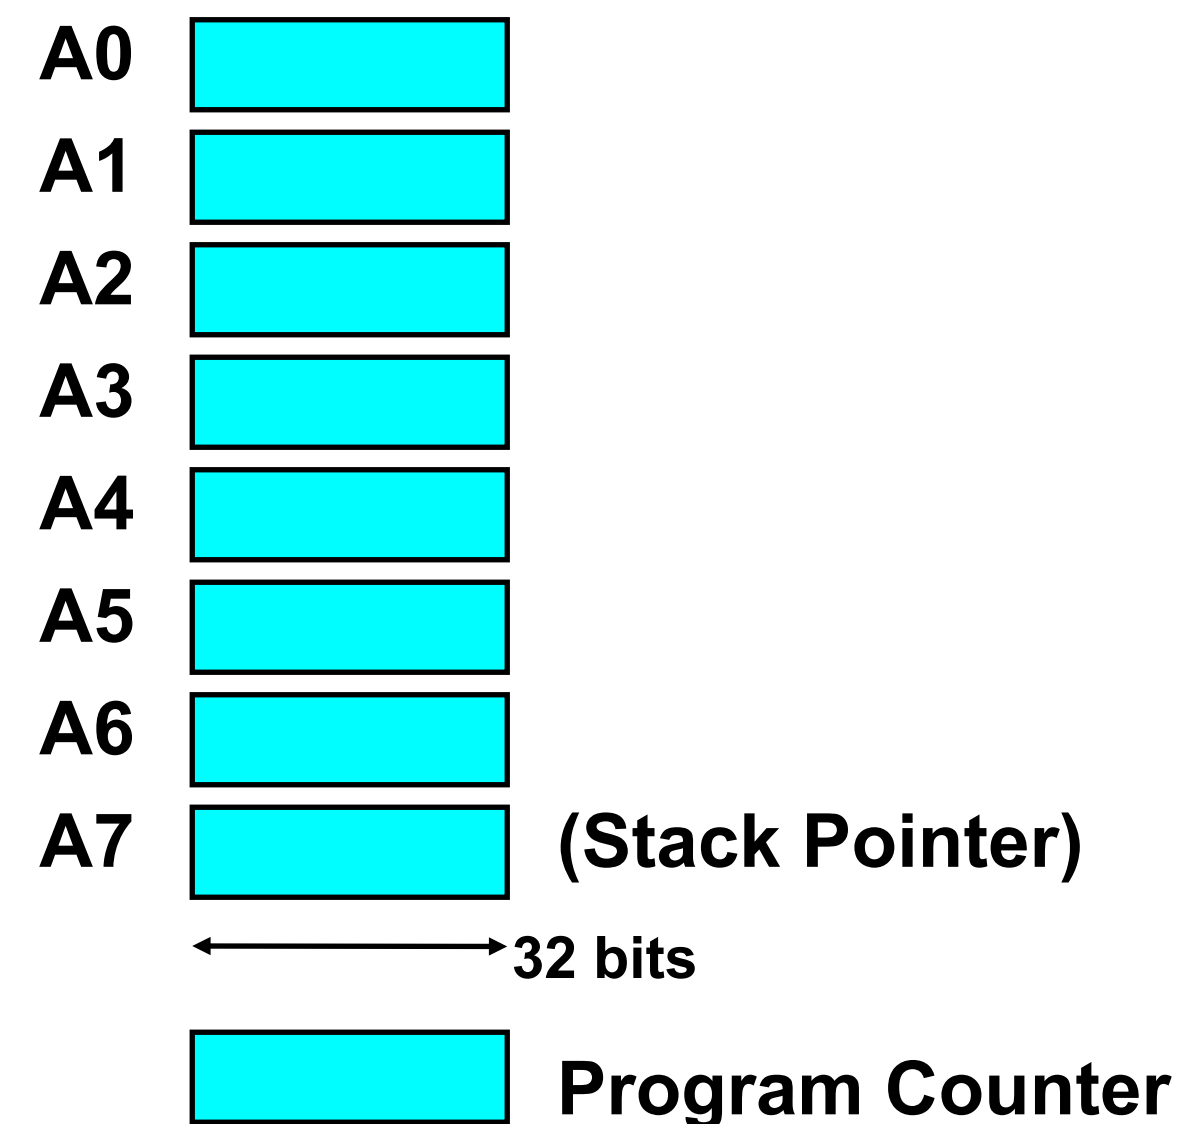 A0
A1
A2
A3
A4
A5
A6
A7 (Stack Pointer)
32 bits
Program Counter